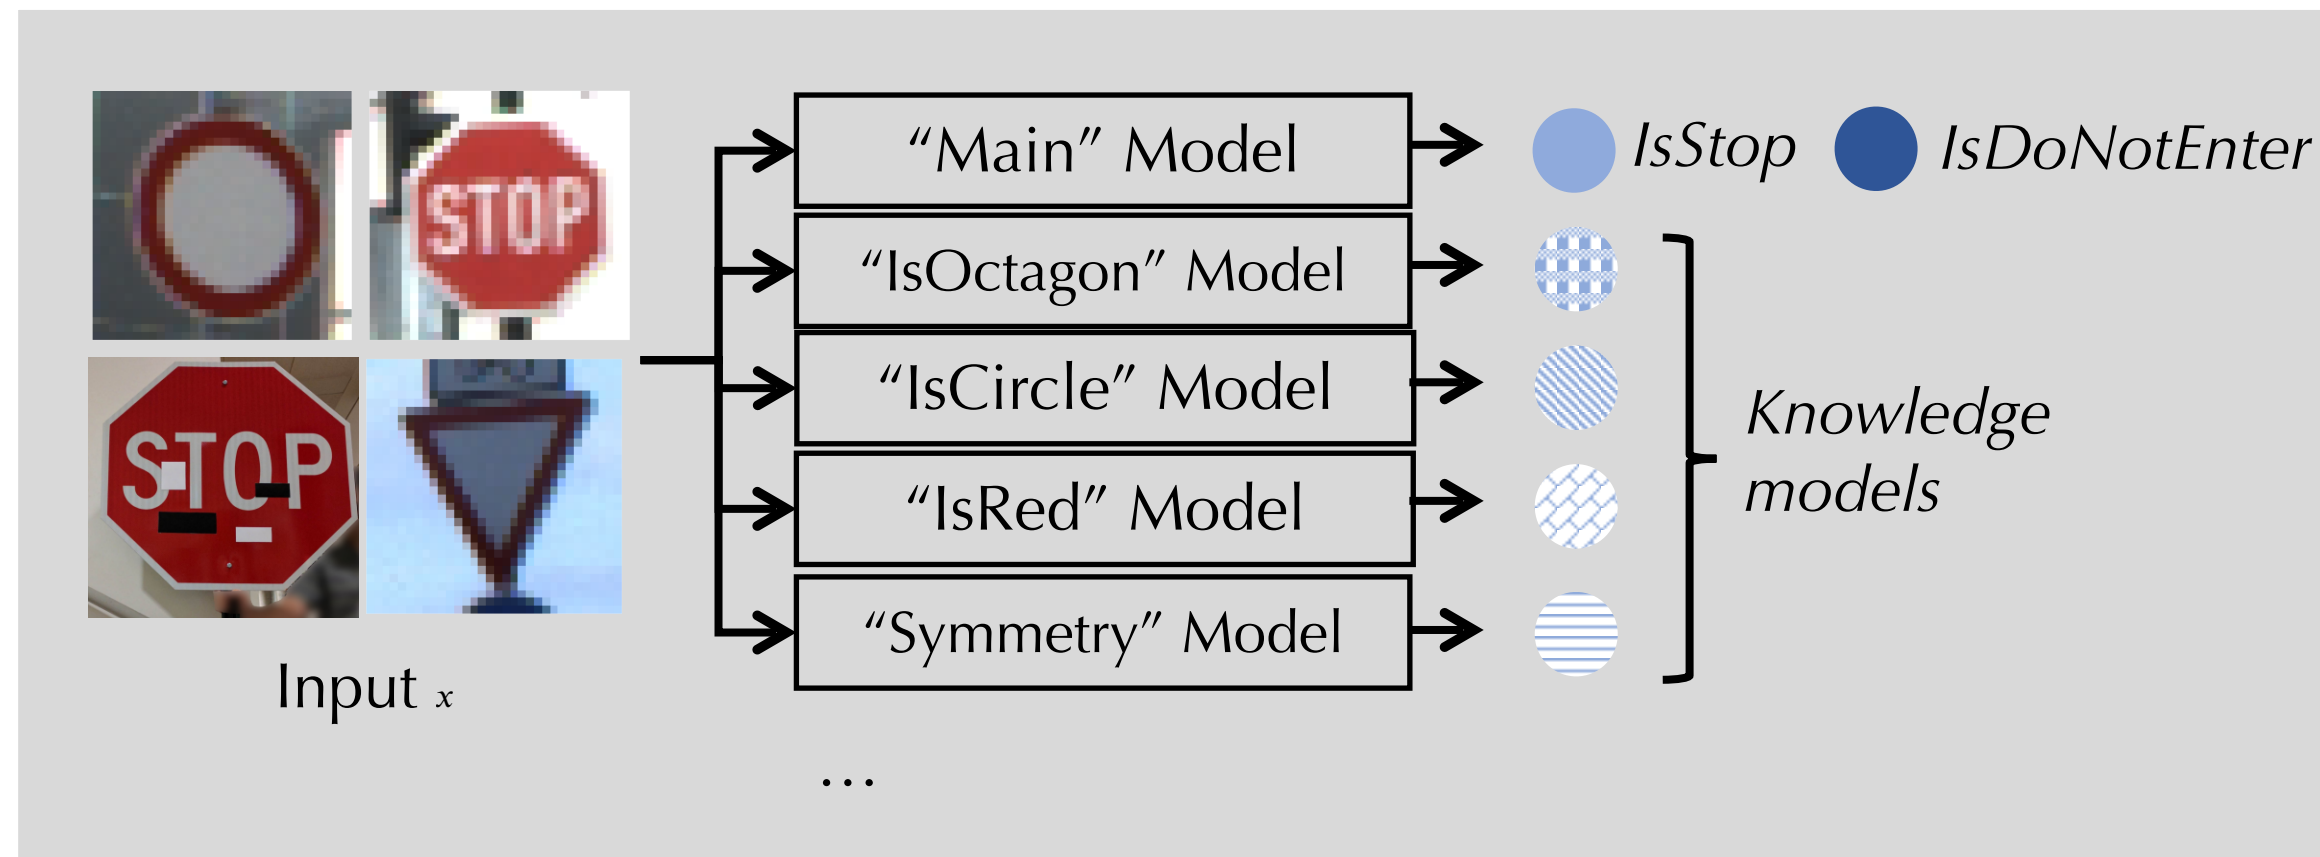 STOP
STOP
Input x
“Main” Model
IsStop
IsDoNotEnter
“IsOctagon” Model
“IsCircle” Model
“IsRed” Model
“Symmetry” Model
Knowledge
models
...